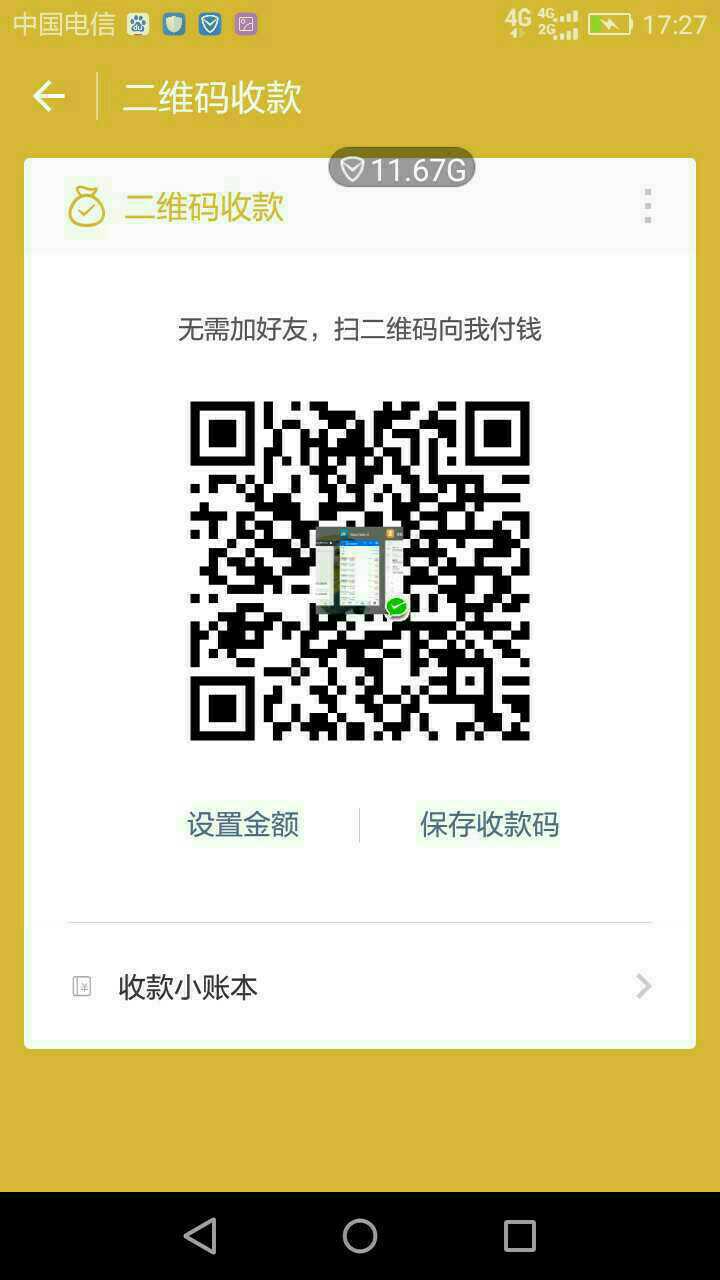 中国电信 4G 4G 2G 17:27
二维码收款
11.67G
二维码收款
无需加好友，扫二维码向我付钱
设置金额 保存收款码
收款小账本